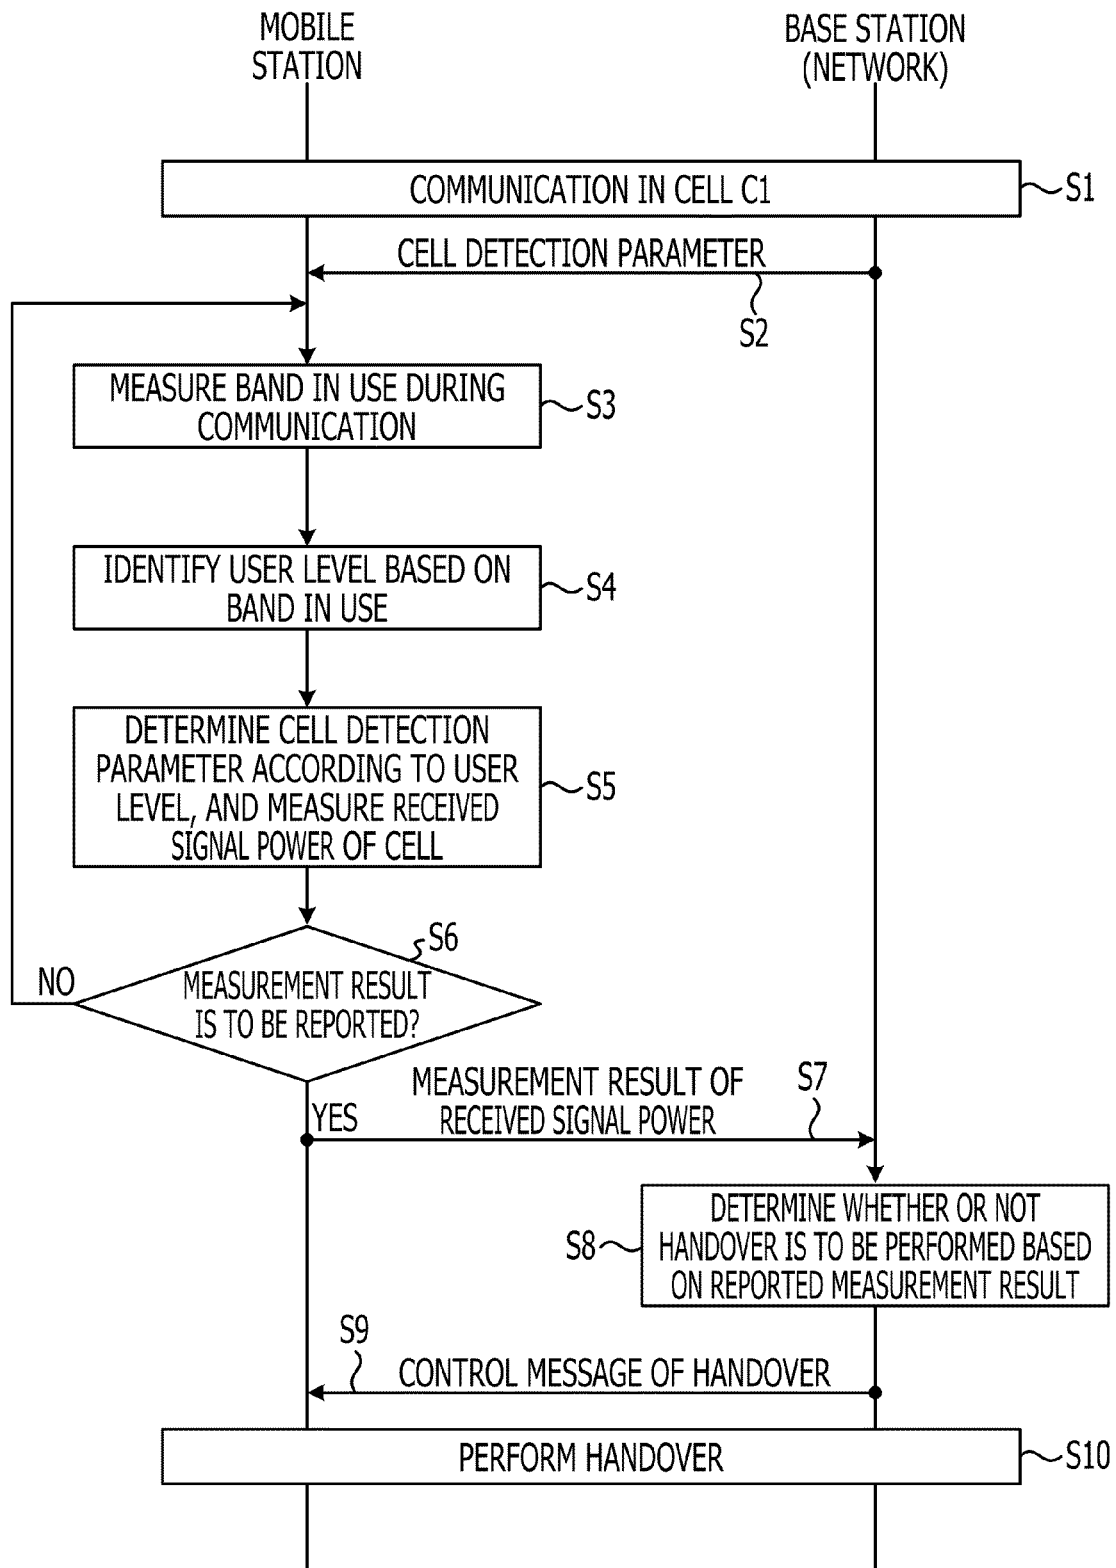 MOBILE
STATION
BASE STATION
(NETWORK)
COMMUNICATION IN CELL C1
S1
CELL DETECTION PARAMETER
S2
MEASURE BAND IN USE DURING
COMMUNICATION
S3
IDENTIFY USER LEVEL BASED ON
BAND IN USE
S4
DETERMINE CELL DETECTION
PARAMETER ACCORDING TO USER
LEVEL, AND MEASURE RECEIVED
SIGNAL POWER OF CELL
S5
S6
NO
MEASUREMENT RESULT
IS TO BE REPORTED?
YES
MEASUREMENT RESULT OF
RECEIVED SIGNAL POWER
S7
DETERMINE WHETHER OR NOT
HANDOVER IS TO BE PERFORMED BASED
ON REPORTED MEASUREMENT RESULT
S8
S9
CONTROL MESSAGE OF HANDOVER
PERFORM HANDOVER
S10